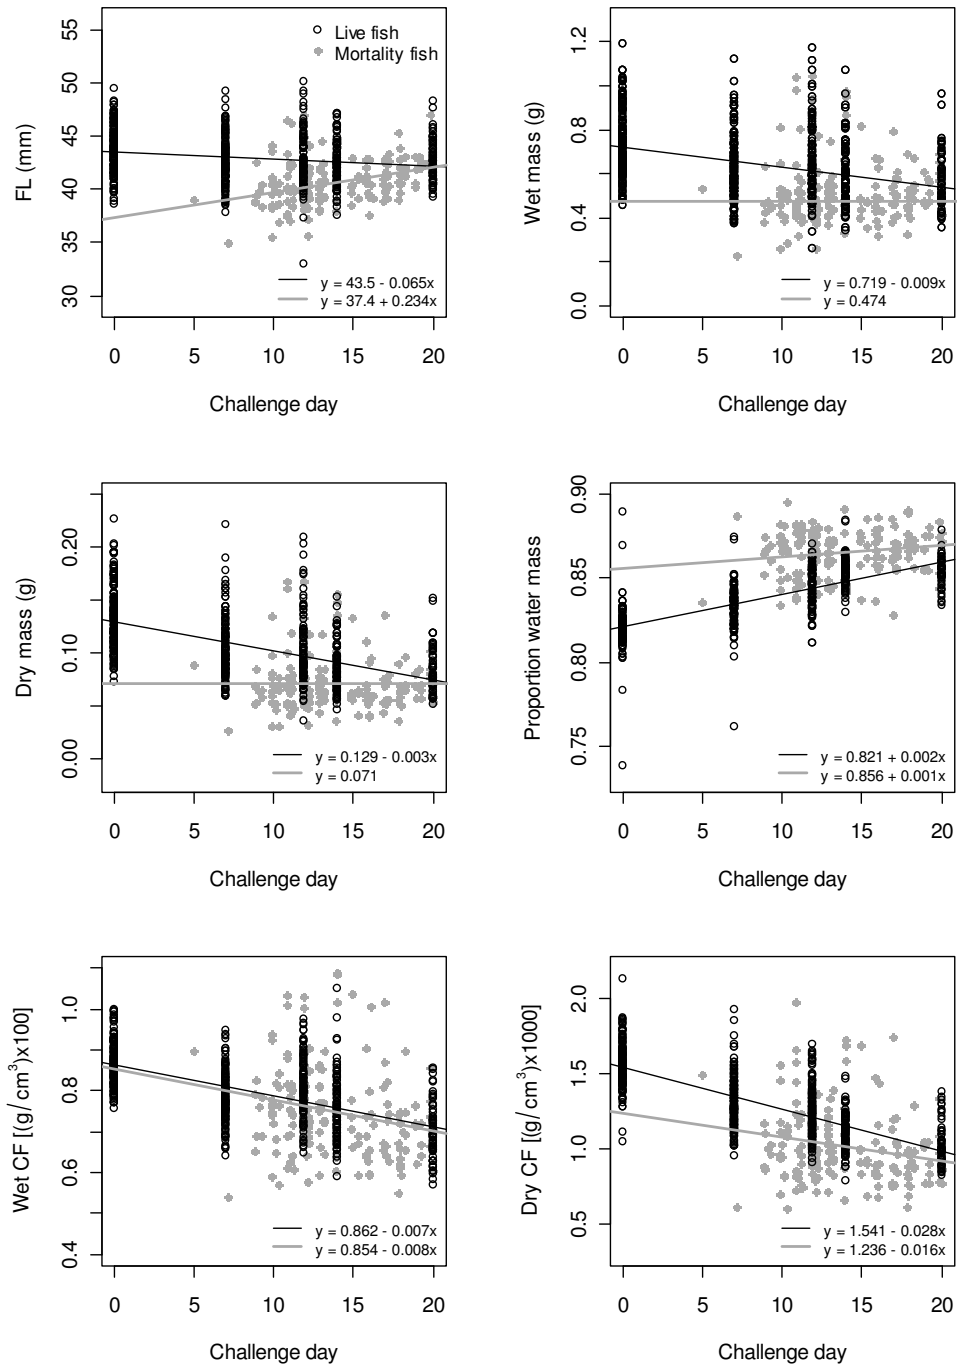 55
50
45
40
35
30
FL (mm)
Live fish
Mortality fish
y = 43.5 - 0.065x
y = 37.4 + 0.234x
0 5 10 15 20
Challenge day
1.2
0.8
0.4
0.0
Wet mass (g)
y = 0.719 - 0.009x
y = 0.474
0 5 10 15 20
Challenge day
0.20
0.10
0.00
Dry mass (g)
y = 0.129 - 0.003x
y = 0.071
0 5 10 15 20
Challenge day
0.90
0.85
0.80
0.75
Proportion water mass
y = 0.821 + 0.002x
y = 0.856 + 0.001x
0 5 10 15 20
Challenge day
1.0
0.8
0.6
0.4
Wet CF [(g/cm³)x100]
y = 0.862 - 0.007x
y = 0.854 - 0.008x
0 5 10 15 20
Challenge day
2.0
1.5
1.0
0.5
Dry CF [(g/cm³)x1000]
y = 1.541 - 0.028x
y = 1.236 - 0.016x
0 5 10 15 20
Challenge day